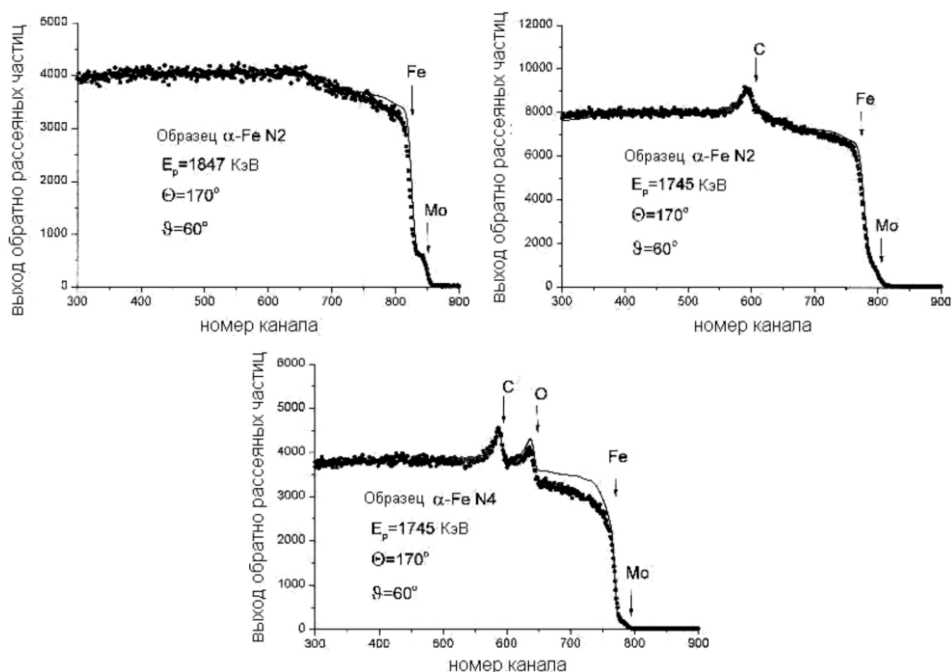 5000
4000
3000
2000
1000
0
выход обратно рассеяных частиц
Fe
Mo
Образец α-Fe N2
Eₚ=1847 КэВ
Θ=170°
ϑ=60°
300 400 500 600 700 800 900
номер канала
12000
10000
8000
6000
4000
2000
0
выход обратно рассеяных частиц
C
Fe
Mo
Образец α-Fe N2
Eₚ=1745 КэВ
Θ=170°
ϑ=60°
300 400 500 600 700 800 900
номер канала
6000
5000
4000
3000
2000
1000
0
выход обратно рассеяных частиц
C
O
Fe
Mo
Образец α-Fe N4
Eₚ=1745 КэВ
Θ=170°
ϑ=60°
300 400 500 600 700 800 900
номер канала